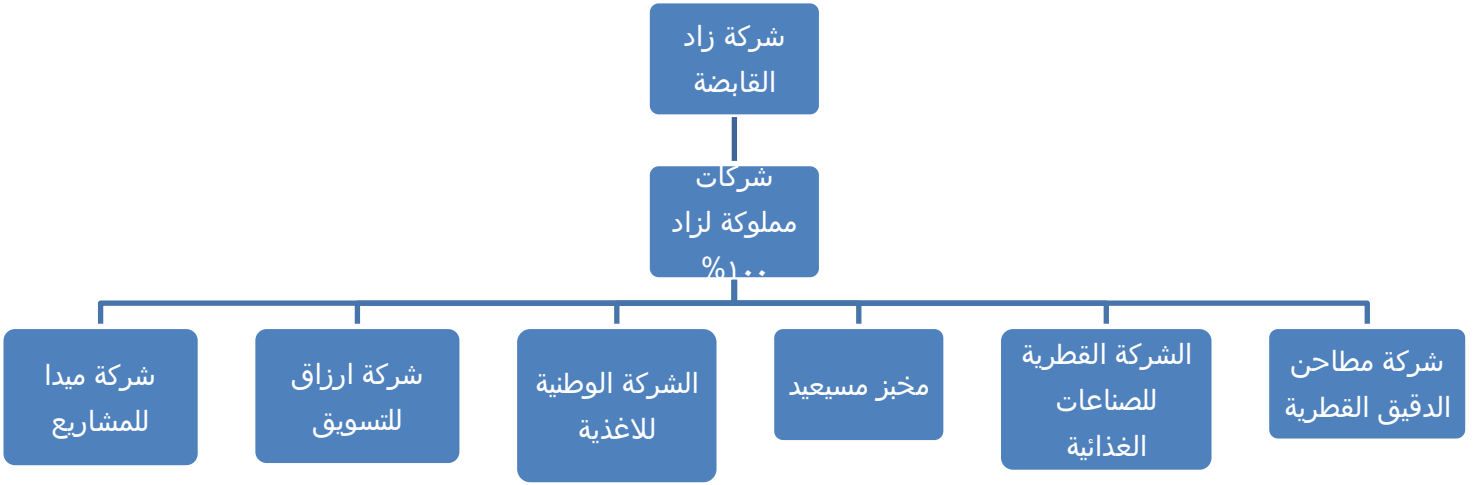 شركة زاد
القابضة
شركات
مملوكة لزاد
١٠٠%
شركة مطاحن
الدقيق القطرية
الشركة القطرية
للصناعات
الغذائية
مخبز مسيعيد
الشركة الوطنية
للاغذية
شركة ارزاق
للتسويق
شركة ميدا
للمشاريع